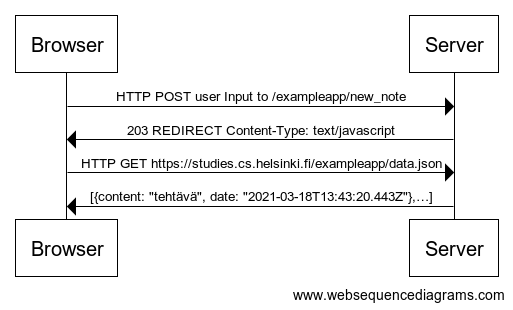 Browser Server
HTTP POST user Input to /exampleapp/new_note
203 REDIRECT Content-Type: text/javascript
HTTP GET https://studies.cs.helsinki.fi/exampleapp/data.json
[{content: "tehtävä", date: "2021-03-18T13:43:20.443Z"},...]
Browser Server
www.websequencediagrams.com